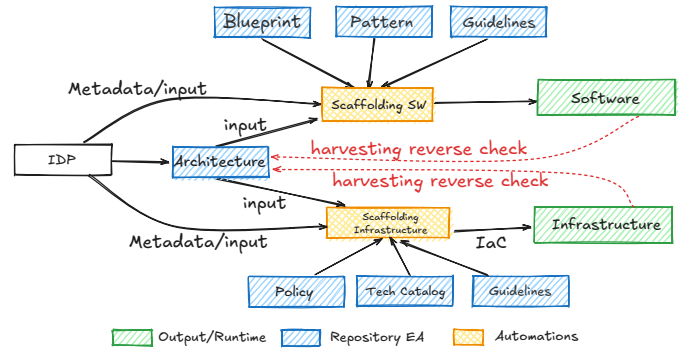 Blueprint
Pattern
Guidelines
Metadata/input
Scaffolding SW
Software
input
harvesting reverse check
IDP
Architecture
harvesting reverse check
input
Scaffolding
Infrastructure
Infrastructure
Metadata/input
IaC
Policy
Tech Catalog
Guidelines
Output/Runtime
Repository EA
Automations